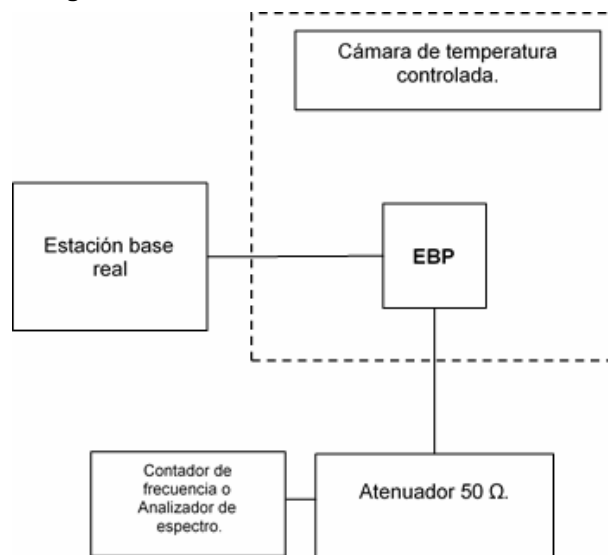 Cámara de temperatura
controlada.
Estación base
real
EBP
Contador de
frecuencia o
Analizador de
espectro.
Atenuador 50 Ω.